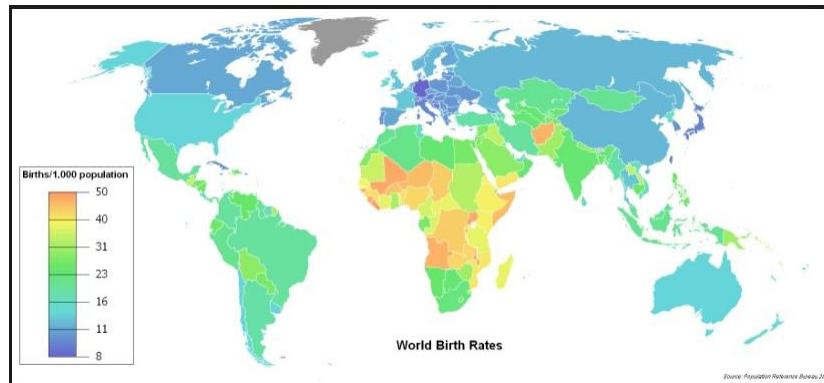 Births/1,000 population
50
40
31
23
16
11
8
World Birth Rates
Source: Population Reference Bureau